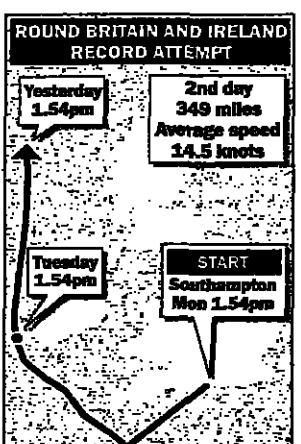 ROUND BRITAIN AND IRELAND
RECORD ATTEMPT
Yesterday
1.54pm
2nd day
349 miles
Average speed
14.5 knots
Tuesday
1.54pm
START
Southampton
Mon 1.54pm